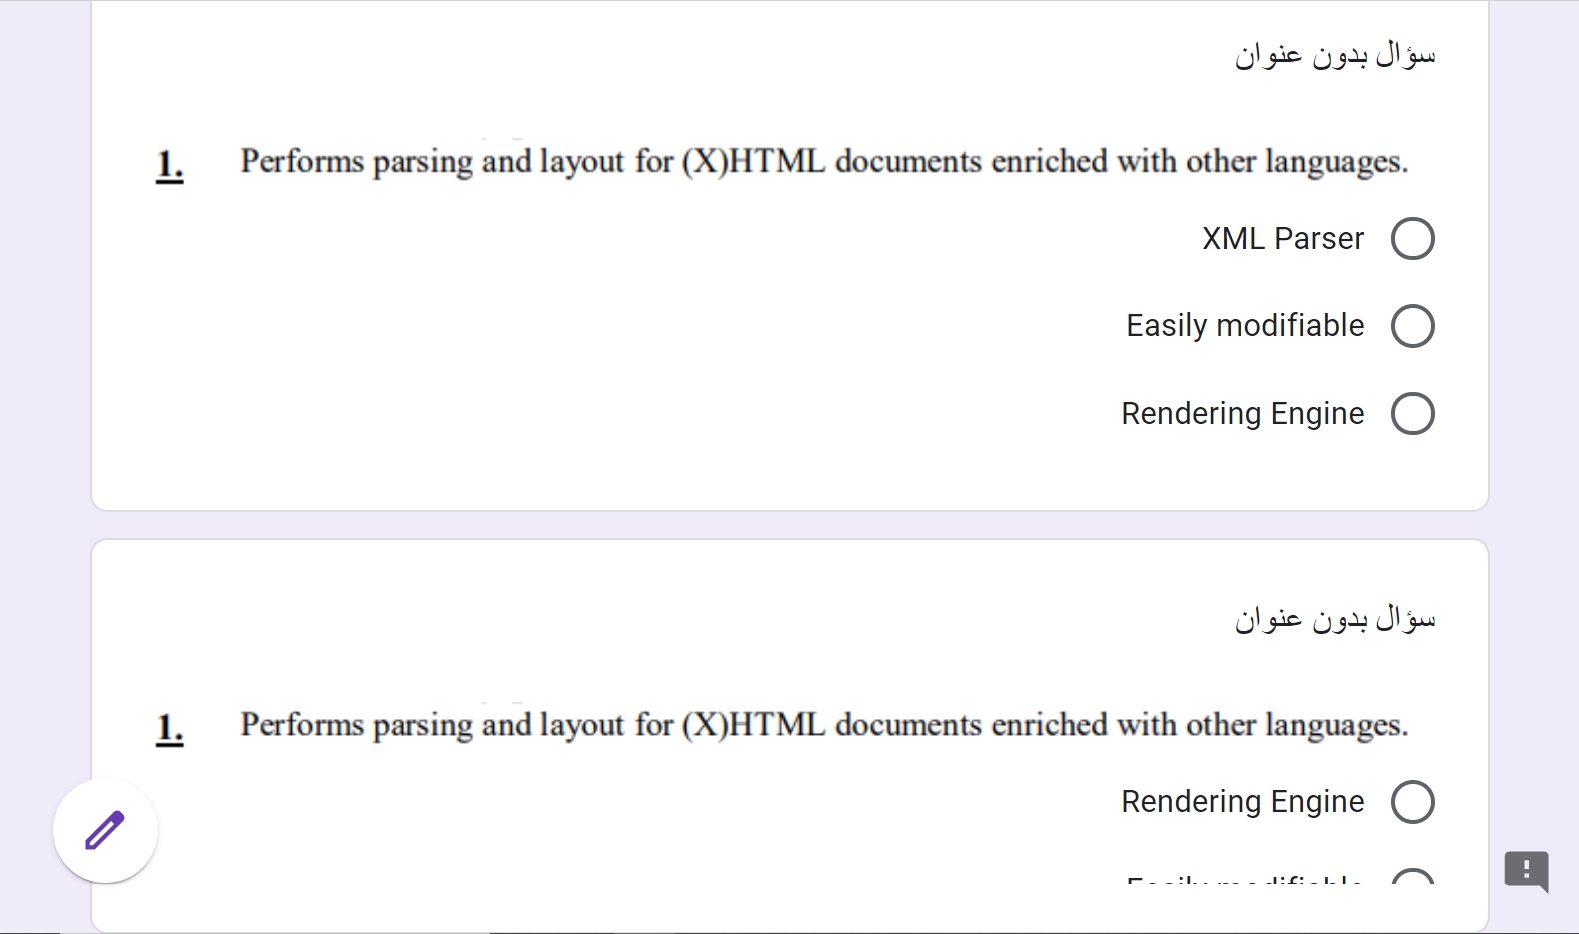 سؤال بدون عنوان
1. Performs parsing and layout for (X)HTML documents enriched with other languages.
XML Parser
Easily modifiable
Rendering Engine
سؤال بدون عنوان
1. Performs parsing and layout for (X)HTML documents enriched with other languages.
Rendering Engine